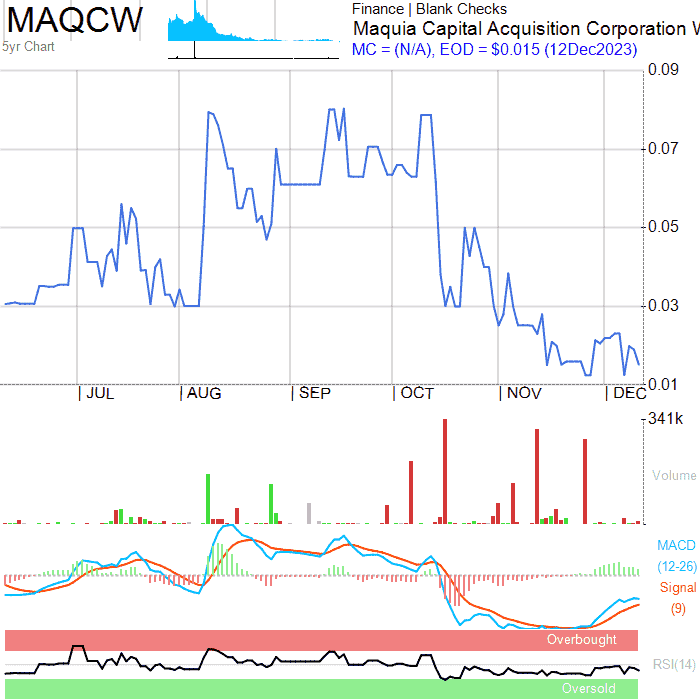 MAQCW
5yr Chart
Finance | Blank Checks
Maquia Capital Acquisition Corporation W
MC = (N/A), EOD = $0.015 (12Dec2023)
0.09
0.07
0.05
0.03
0.01
JUL AUG SEP OCT NOV DEC
341k
Volume
MACD
(12-26)
Signal
(9)
Overbought
RSI(14)
Oversold